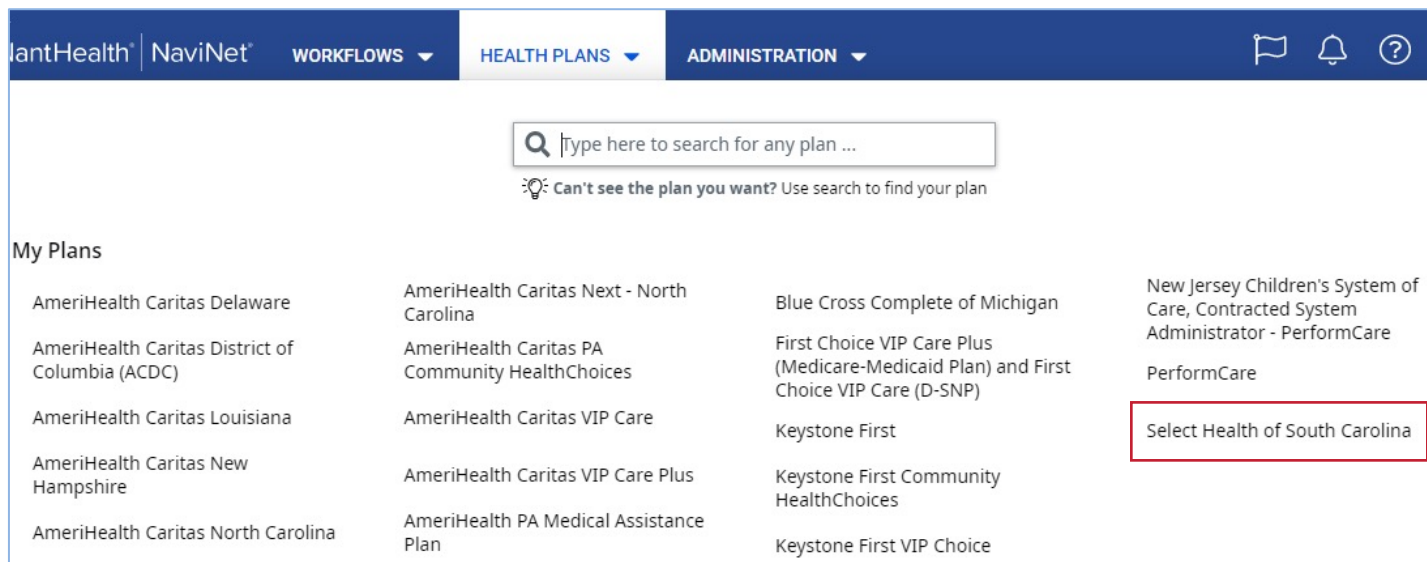 NaviNet
WORKFLOWS
HEALTH PLANS
ADMINISTRATION
Type here to search for any plan ...
Can't see the plan you want? Use search to find your plan
My Plans
AmeriHealth Caritas Delaware
AmeriHealth Caritas District of
Columbia (ACDC)
AmeriHealth Caritas Louisiana
AmeriHealth Caritas New
Hampshire
AmeriHealth Caritas North Carolina
AmeriHealth Caritas Next - North
Carolina
AmeriHealth Caritas PA
Community HealthChoices
AmeriHealth Caritas VIP Care
AmeriHealth Caritas VIP Care Plus
AmeriHealth PA Medical Assistance
Plan
Blue Cross Complete of Michigan
First Choice VIP Care Plus
(Medicare-Medicaid Plan) and First
Choice VIP Care (D-SNP)
Keystone First
Keystone First Community
HealthChoices
Keystone First VIP Choice
New Jersey Children's System of
Care, Contracted System
Administrator - PerformCare
PerformCare
Select Health of South Carolina